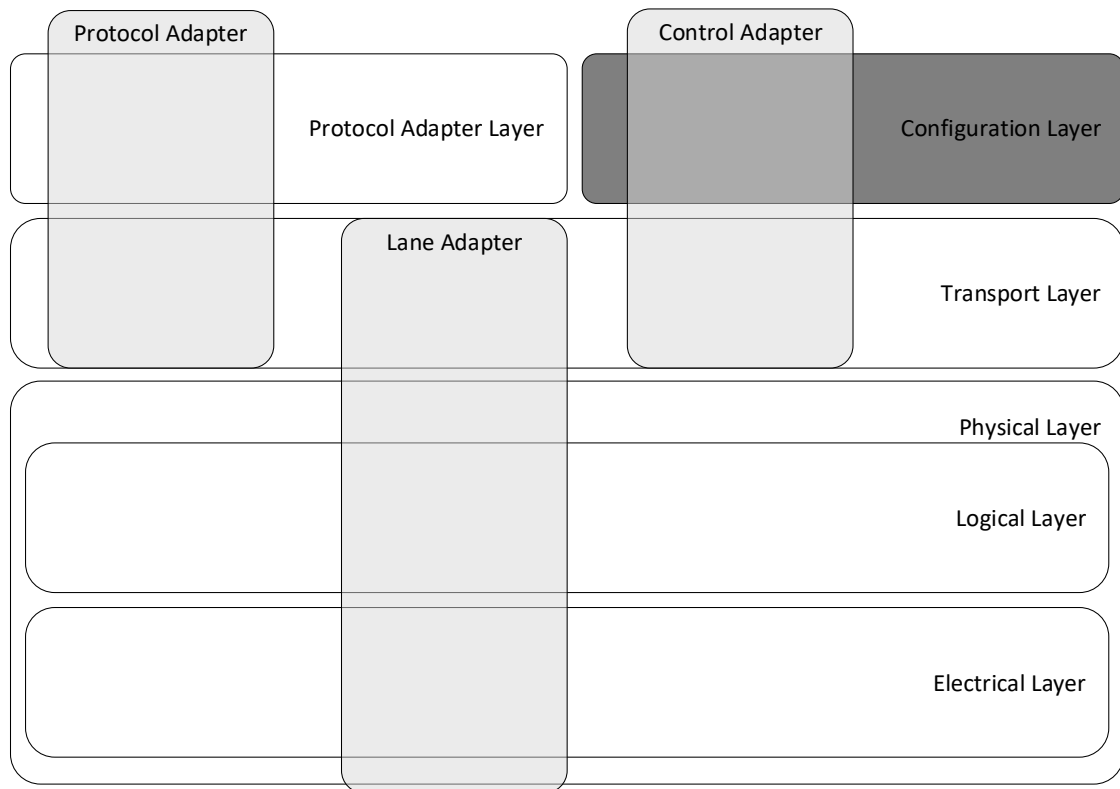 Protocol Adapter
Control Adapter
Protocol Adapter Layer
Configuration Layer
Lane Adapter
Transport Layer
Physical Layer
Logical Layer
Electrical Layer